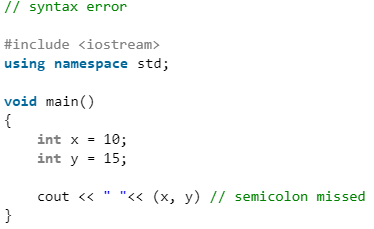 // syntax error
#include <iostream>
using namespace std;
void main()
{
int x = 10;
int y = 15;
cout << " "<< (x, y) // semicolon missed
}